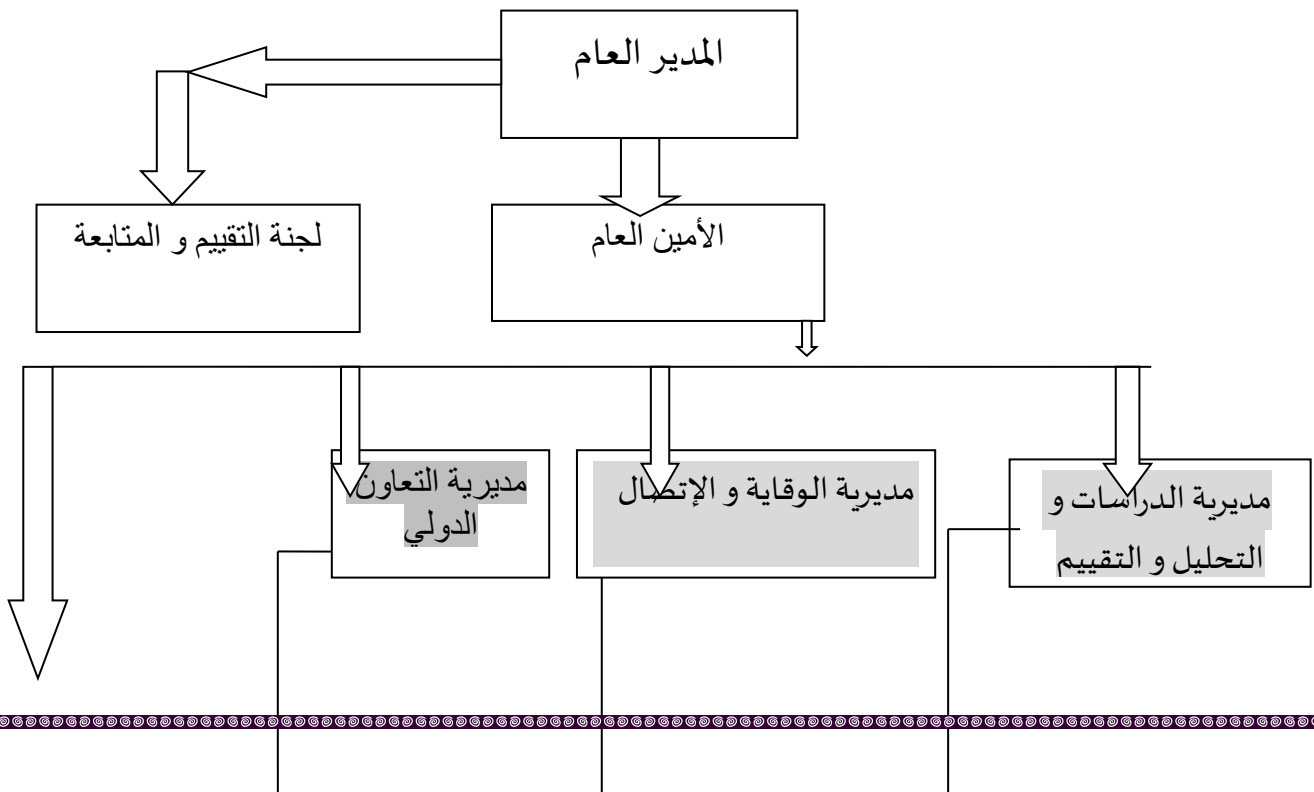 المدير العام
الأمين العام
لجنة التقييم و المتابعة
مديرية الدراسات و
التحليل و التقييم
مديرية الوقاية و الإتصال
مديرية التعاون
الدولي